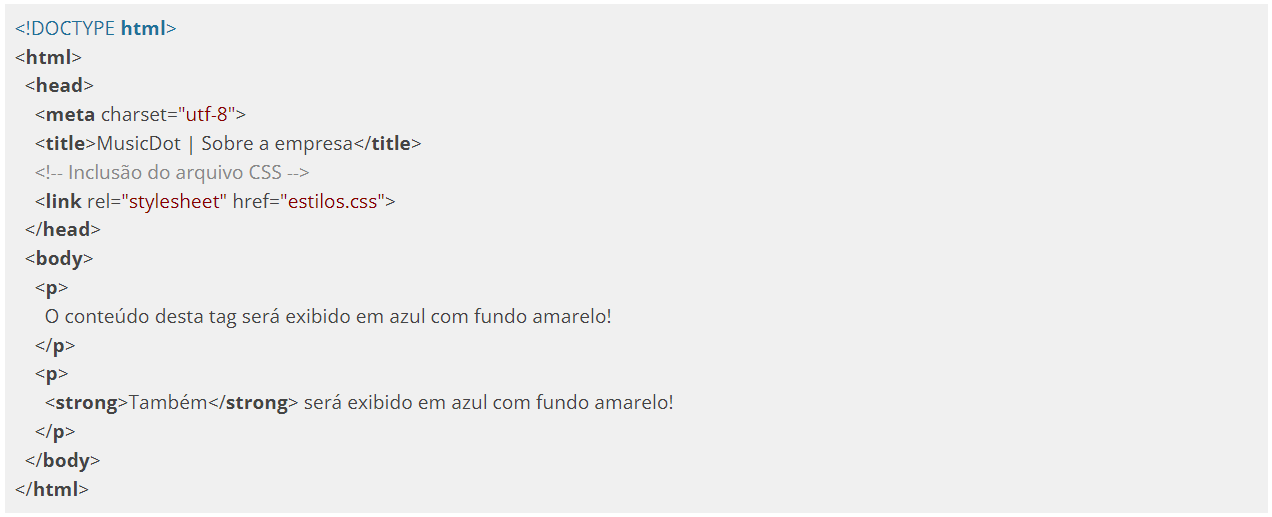 <!DOCTYPE html>
<html>
<head>
<meta charset="utf-8">
<title>MusicDot | Sobre a empresa</title>
<!-- Inclusão do arquivo CSS -->
<link rel="stylesheet" href="estilos.css">
</head>
<body>
<p>
O conteúdo desta tag será exibido em azul com fundo amarelo!
</p>
<p>
<strong>Também</strong> será exibido em azul com fundo amarelo!
</p>
</body>
</html>